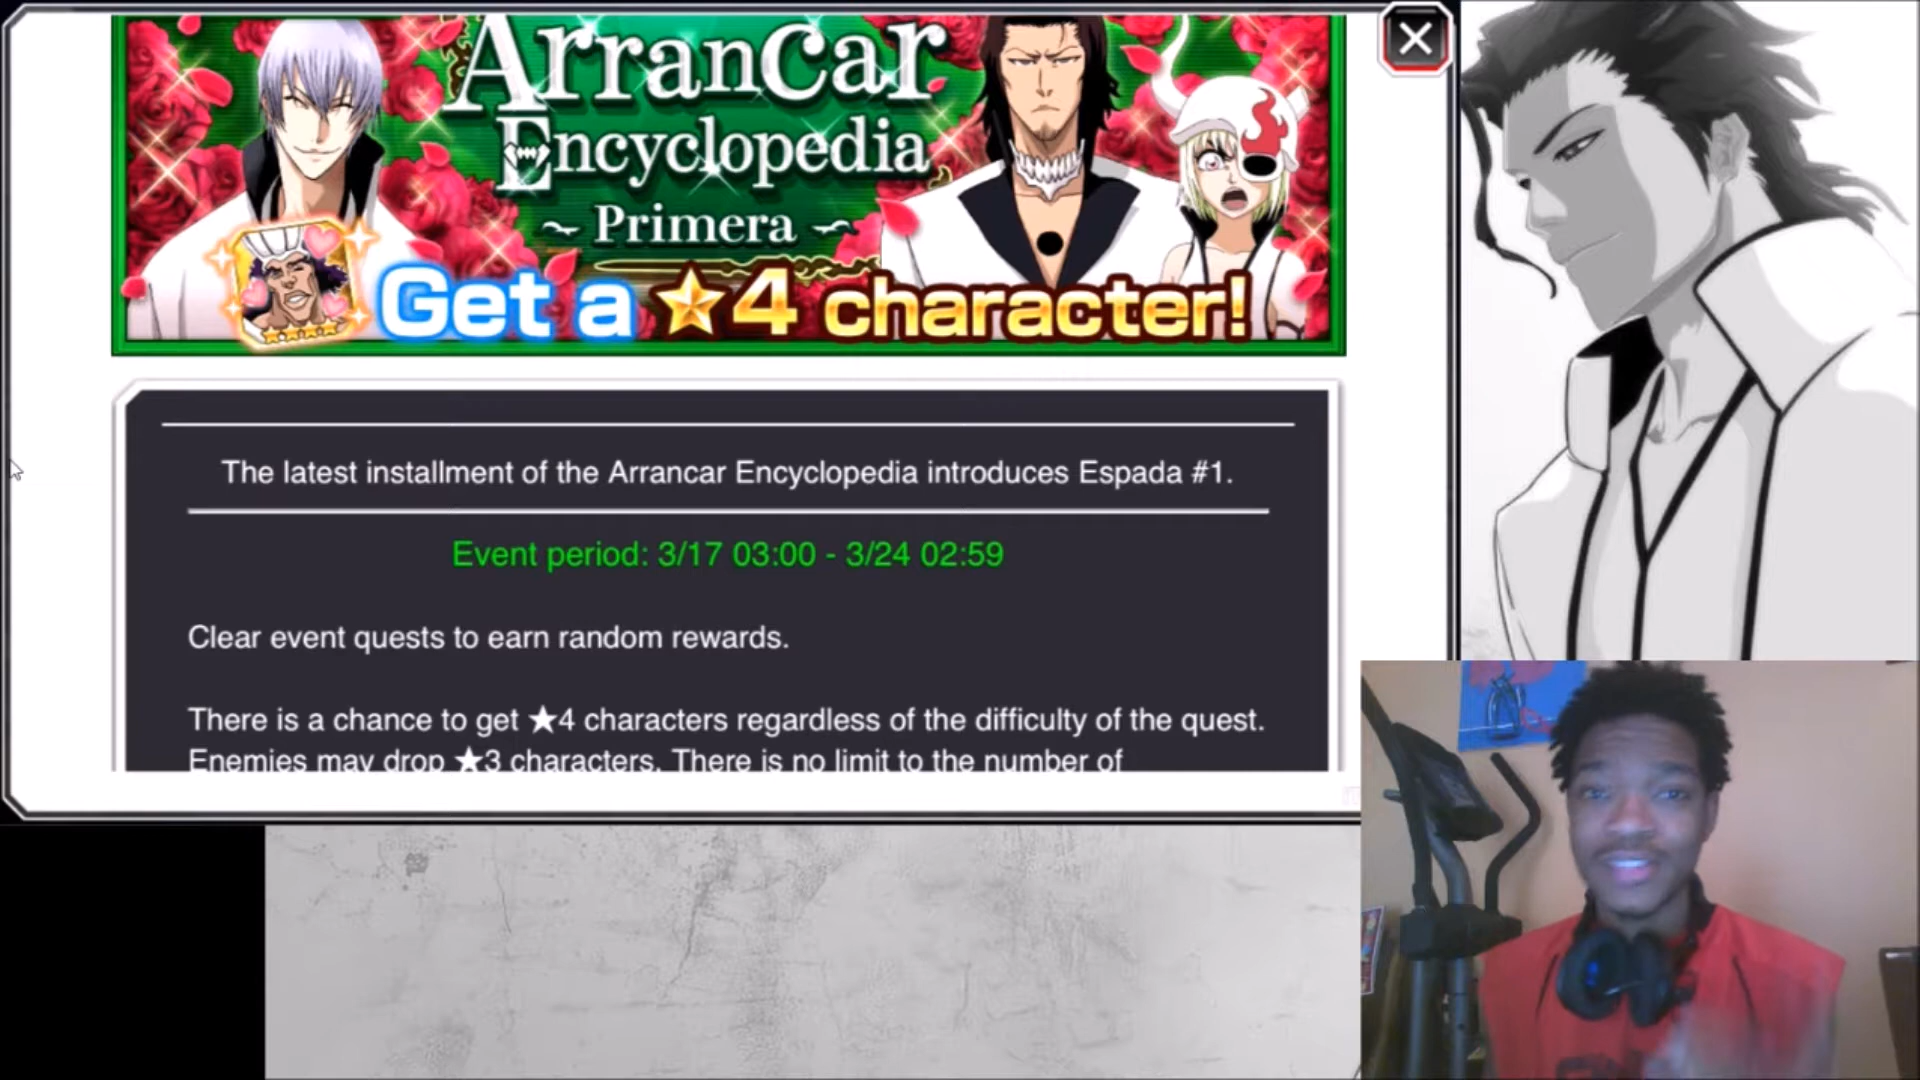 Arrancar
Encyclopedia
~ Primera ~
Get a ★4 character!
The latest installment of the Arrancar Encyclopedia introduces Espada #1.
Event period: 3/17 03:00 - 3/24 02:59
Clear event quests to earn random rewards.
There is a chance to get ★4 characters regardless of the difficulty of the quest.
Enemies may drop ★3 characters. There is no limit to the number of